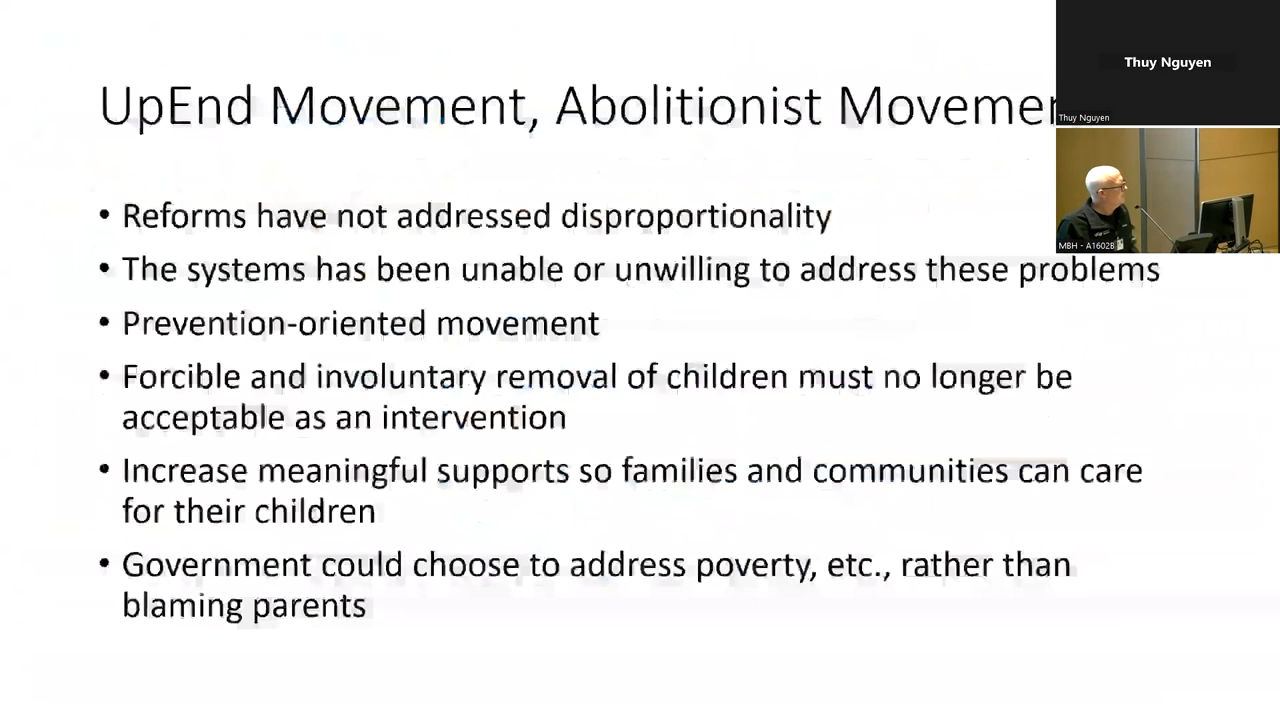 UpEnd Movement, Abolitionist Movemen
Thuy Nguyen
Thuy Nguyen
MBH - A1602B
• Reforms have not addressed disproportionality
• The systems has been unable or unwilling to address these problems
• Prevention-oriented movement
• Forcible and involuntary removal of children must no longer be
acceptable as an intervention
• Increase meaningful supports so families and communities can care
for their children
• Government could choose to address poverty, etc., rather than
blaming parents